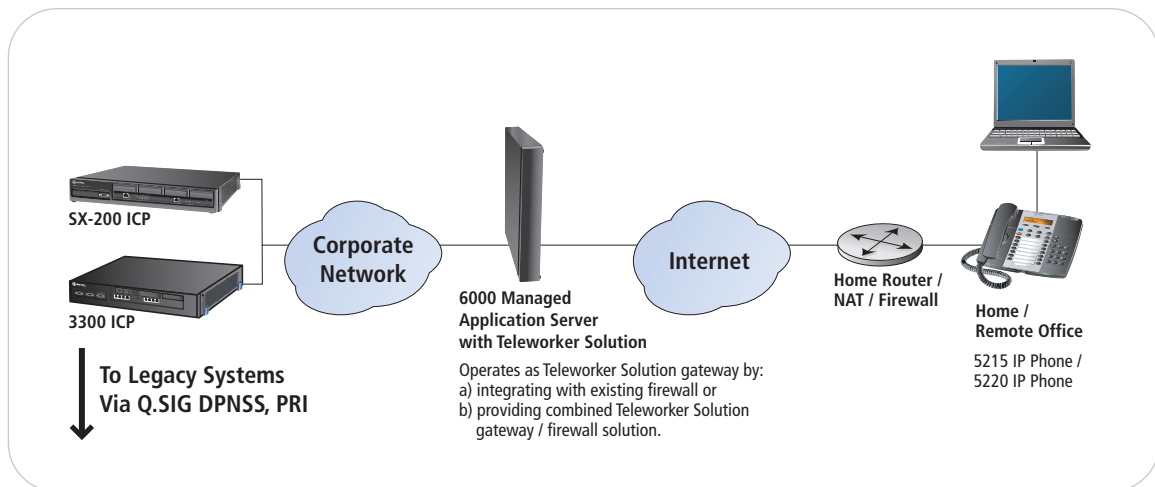 SX-200 ICP
3300 ICP
To Legacy Systems
Via Q.SIG DPNSS, PRI
Corporate
Network
6000 Managed
Application Server
with Teleworker Solution
Operates as Teleworker Solution gateway by:
a) integrating with existing firewall or
b) providing combined Teleworker Solution
gateway / firewall solution.
Internet
Home Router /
NAT / Firewall
Home /
Remote Office
5215 IP Phone /
5220 IP Phone